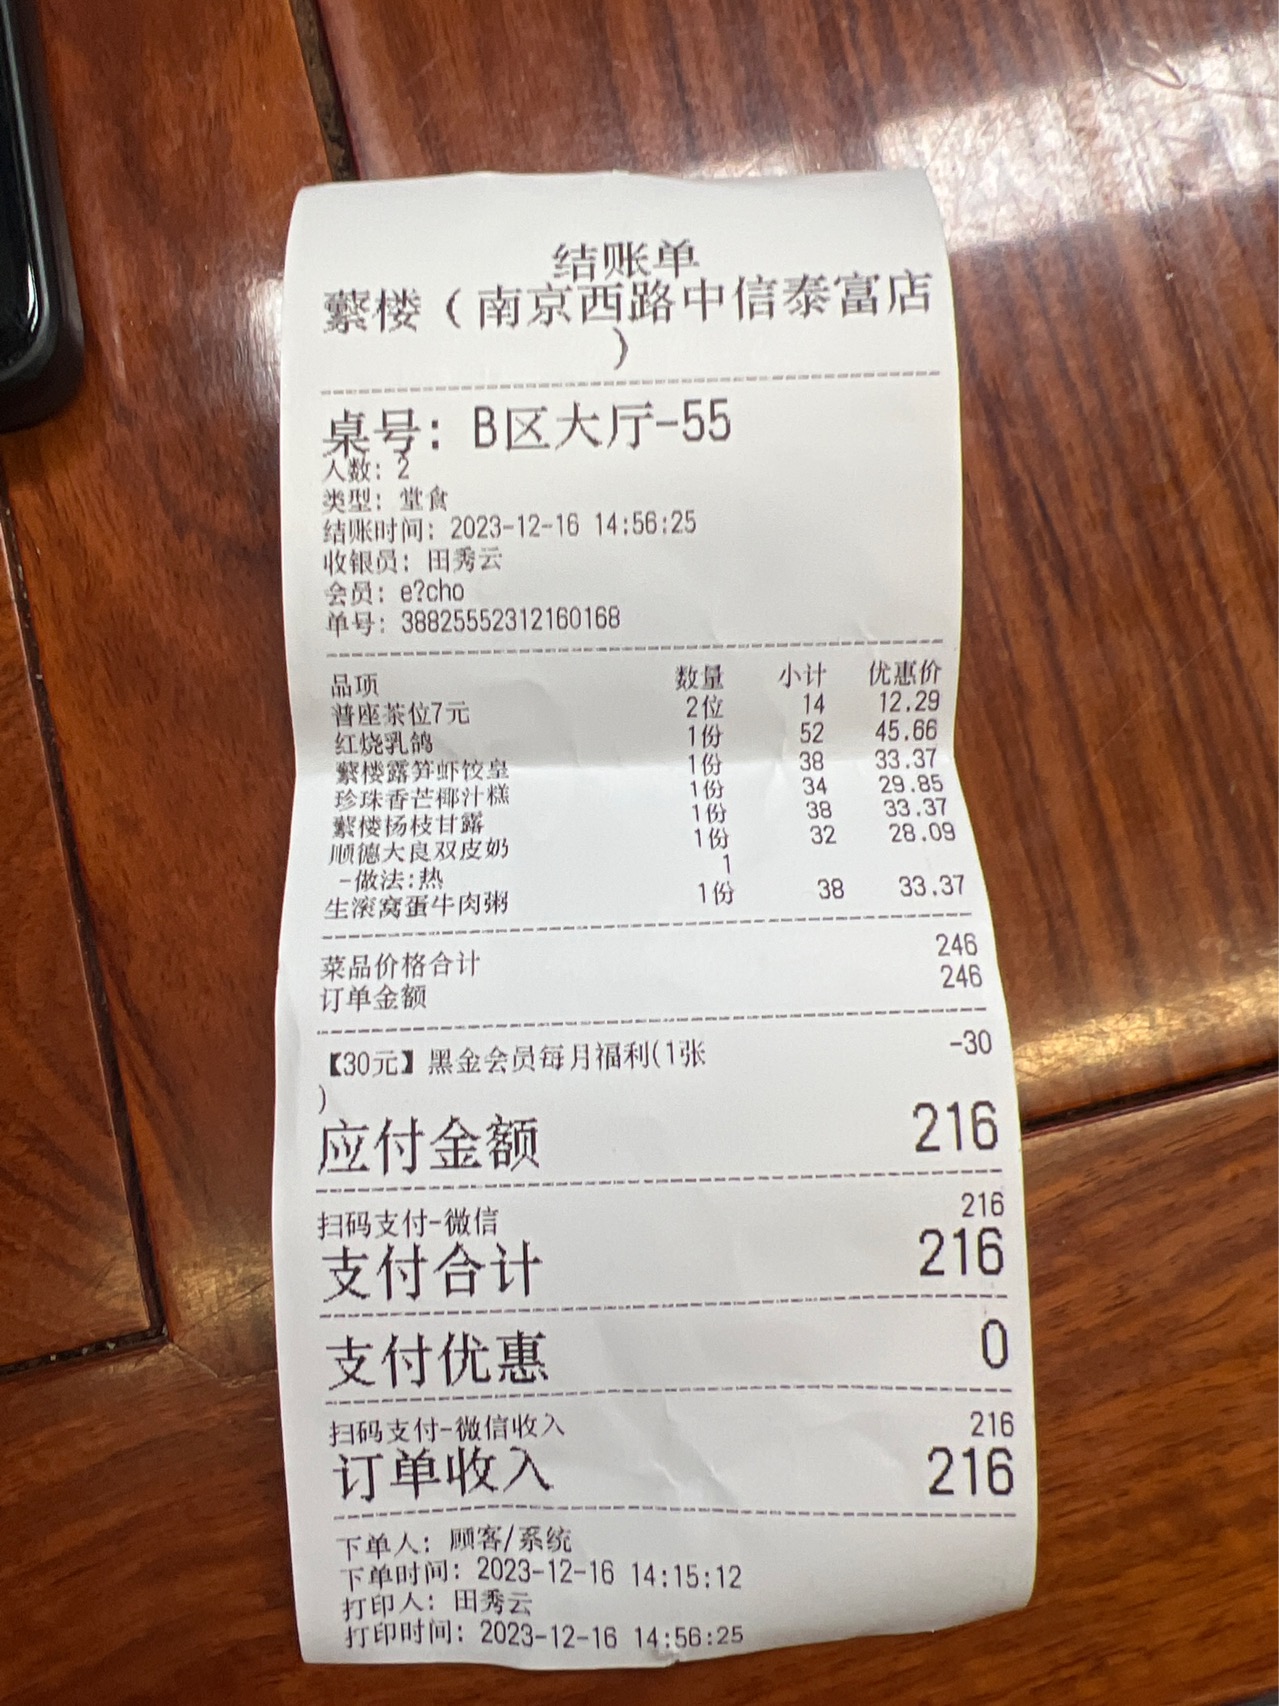 结账单
蘩楼（南京西路中信泰富店
）
桌号: B区大厅-55
人数: 2
类型: 堂食
结账时间: 2023-12-16 14:56:25
收银员: 田秀云
会员: e?cho
单号: 38825552312160168
品项 数量 小计 优惠价
普座茶位7元 2位 14 12.29
红烧乳鸽 1份 52 45.66
蘩楼露笋虾饺皇 1份 38 33.37
珍珠香芒椰汁糕 1份 34 29.85
蘩楼杨枝甘露 1份 38 33.37
顺德大良双皮奶 1份 32 28.09
-做法:热 1
生滚窝蛋牛肉粥 1份 38 33.37
菜品价格合计 246
订单金额 246
【30元】黑金会员每月福利(1张 -30
)
应付金额 216
扫码支付-微信 216
支付合计 216
支付优惠 0
扫码支付-微信收入 216
订单收入 216
下单人: 顾客/系统
下单时间: 2023-12-16 14:15:12
打印人: 田秀云
打印时间: 2023-12-16 14:56:25